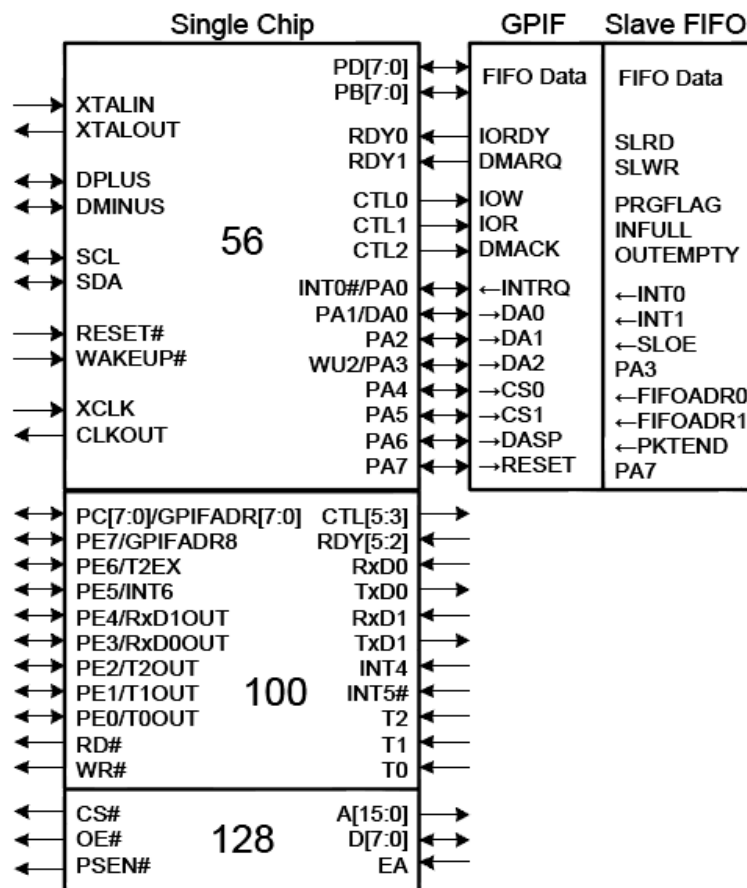 Single Chip GPIF Slave FIFO
PD[7:0] FIFO Data FIFO Data
PB[7:0]
XTALIN
XTALOUT RDY0 IORDY SLRD
RDY1 DMARQ SLWR
DPLUS
DMINUS CTL0 IOW PRGFLAG
56 CTL1 IOR INFULL
SCL CTL2 DMACK OUTEMPTY
SDA INT0#/PA0 ←INTRQ ←INT0
PA1/DA0 →DA0 ←INT1
RESET# PA2 →DA1 ←SLOE
WAKEUP# WU2/PA3 →DA2 PA3
PA4 →CS0 ←FIFOADR0
XCLK PA5 →CS1 ←FIFOADR1
CLKOUT PA6 →DASP ←PKTEND
PA7 →RESET PA7
PC[7:0]/GPIFADR[7:0] CTL[5:3]
PE7/GPIFADR8 RDY[5:2]
PE6/T2EX RxD0
PE5/INT6 TxD0
PE4/RxD1OUT RxD1
PE3/RxD0OUT TxD1
PE2/T2OUT INT4
PE1/T1OUT 100 INT5#
PE0/T0OUT T2
RD# T1
WR# T0
CS# A[15:0]
OE# 128 D[7:0]
PSEN# EA